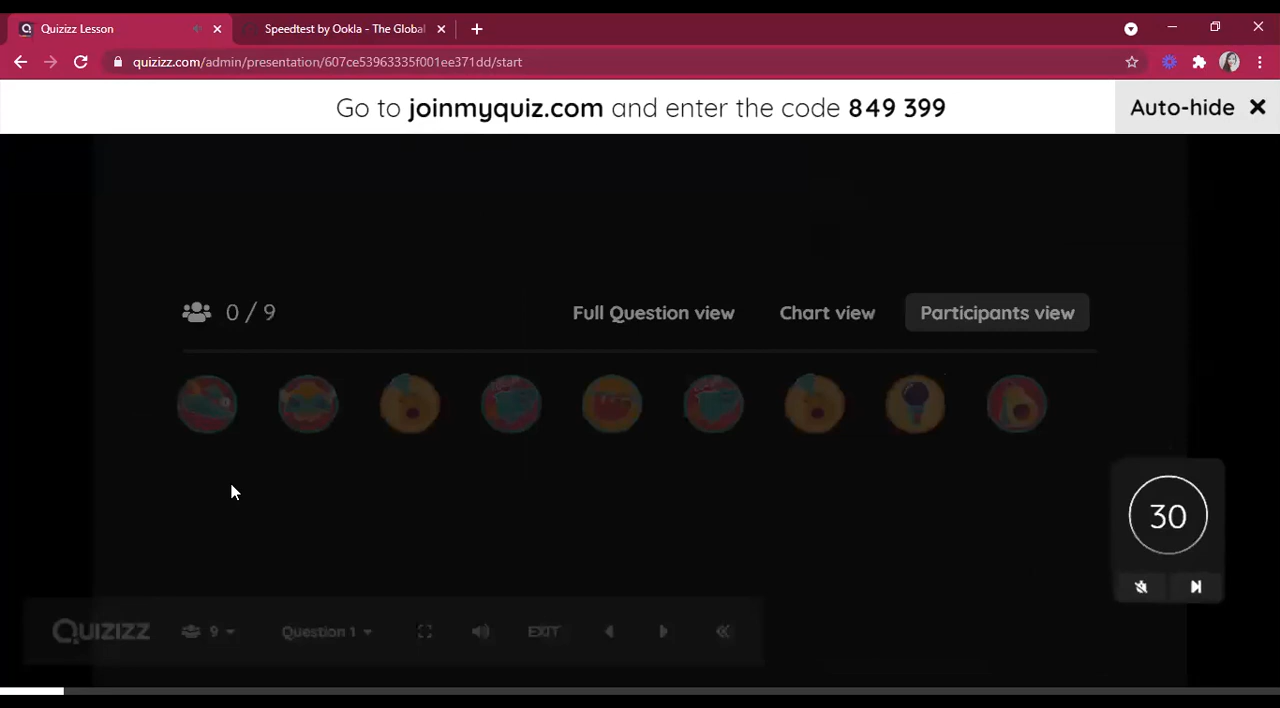 Quizizz Lesson
Speedtest by Ookla - The Global
quizizz.com/admin/presentation/607ce53963335f001ee371dd/start
Go to joinmyquiz.com and enter the code 849 399
Auto-hide
0 / 9
Full Question view
Chart view
Participants view
30
QUIZIZZ
9
Question 1
EXIT